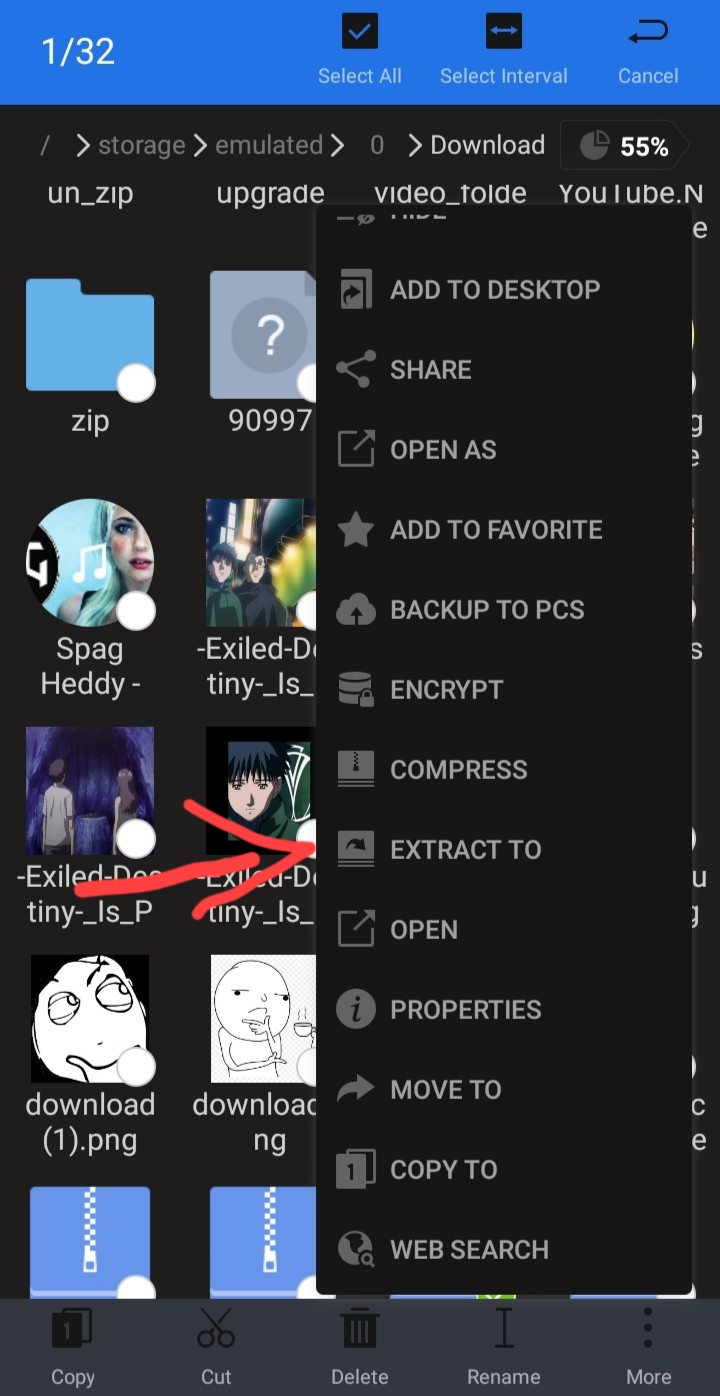 1/32
Select All
Select Interval
Cancel
/ storage emulated 0 Download 55%
un_zip
upgrade
video_folde
YouTube.N
e
HIDE
ADD TO DESKTOP
SHARE
OPEN AS
ADD TO FAVORITE
BACKUP TO PCS
ENCRYPT
COMPRESS
EXTRACT TO
OPEN
PROPERTIES
MOVE TO
COPY TO
WEB SEARCH
zip
90997
g
e
Spag
Heddy -
-Exiled-De
tiny-_Is_
s
-Exiled-Des
tiny-_Is_P
-Exiled-De
tiny-_Is_
u
g
download
(1).png
download
ng
c
e
1
Copy
Cut
Delete
Rename
More